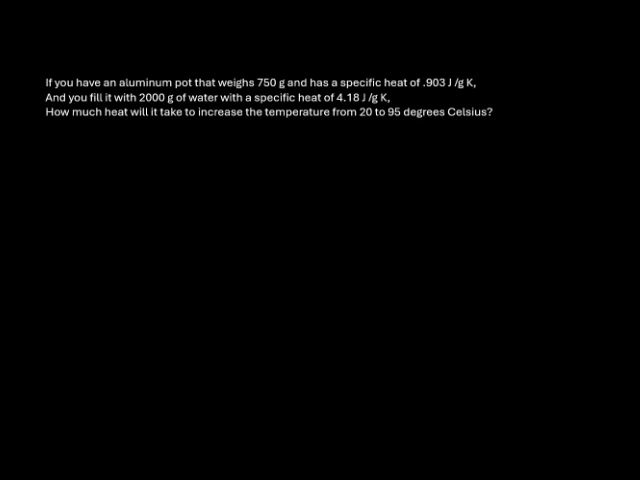 If you have an aluminum pot that weighs 750 g and has a specific heat of .903 J /g K,
And you fill it with 2000 g of water with a specific heat of 4.18 J /g K,
How much heat will it take to increase the temperature from 20 to 95 degrees Celsius?